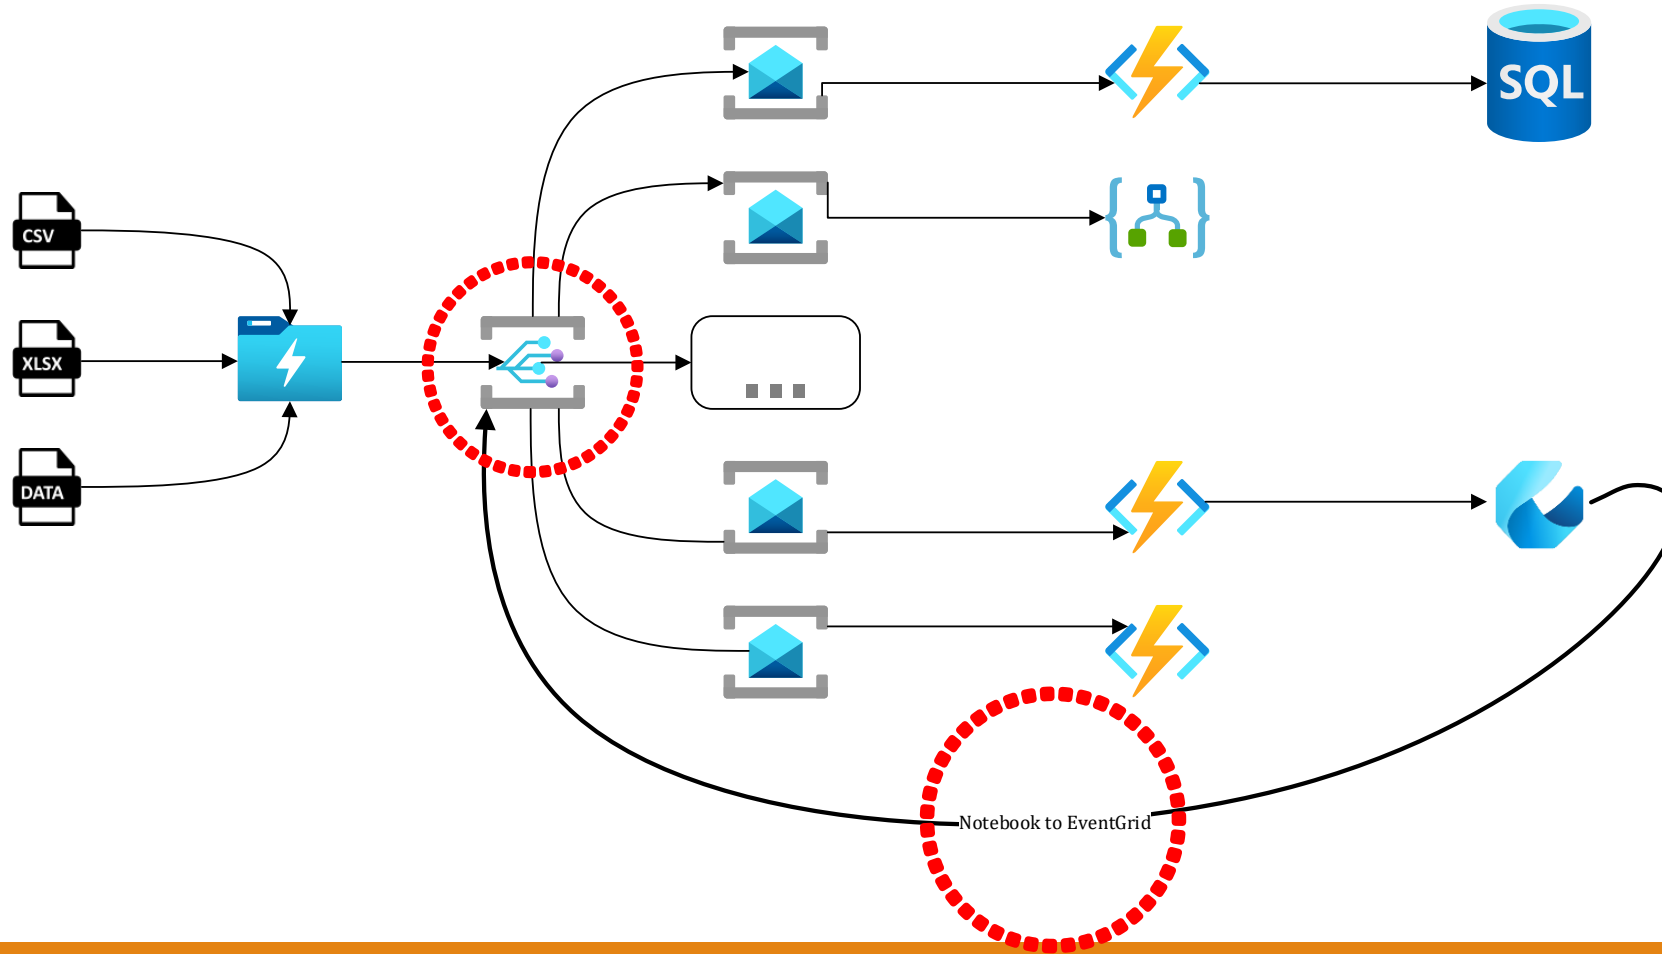 SQL
CSV
XLSX
DATA
Notebook to EventGrid